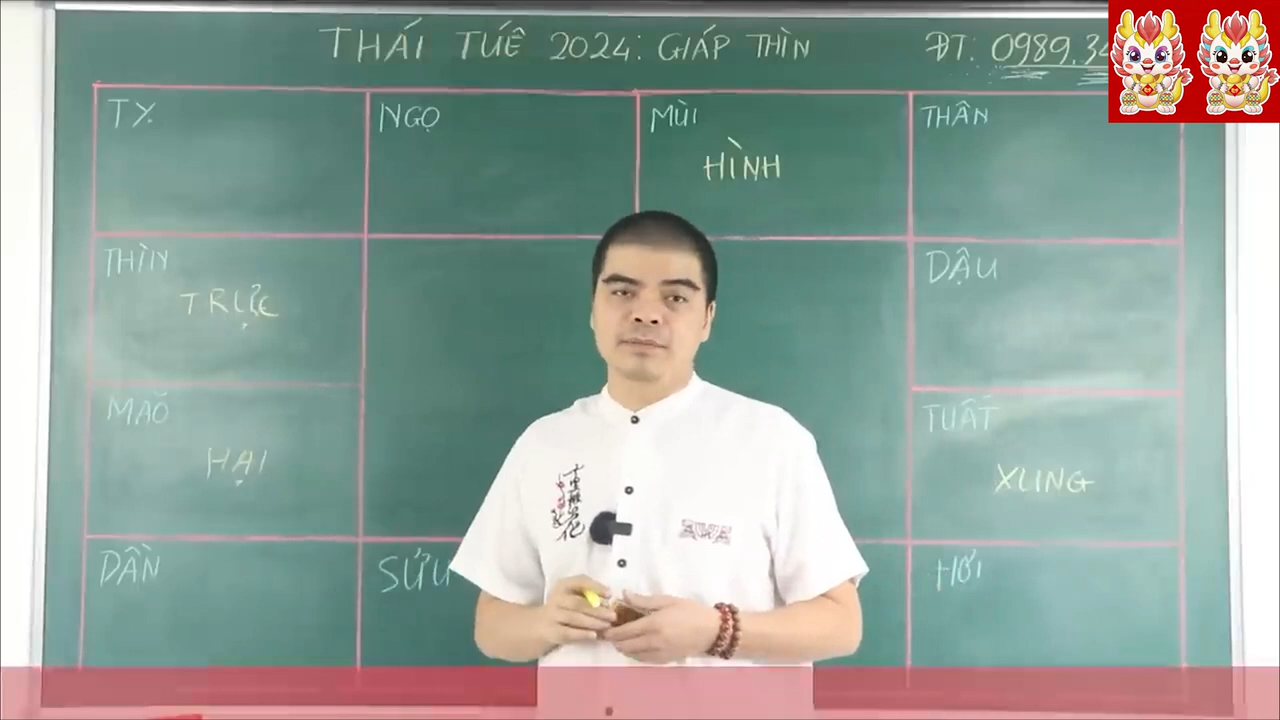 THÁI TUẾ 2024: GIÁP THÌN
ĐT: 0989.34
TỴ
NGỌ
MÙI
THÂN
HÌNH
THÌN
DẬU
TRỰC
MÃO
TUẤT
HẠI
XUNG
DẦN
SỬU
HỢI